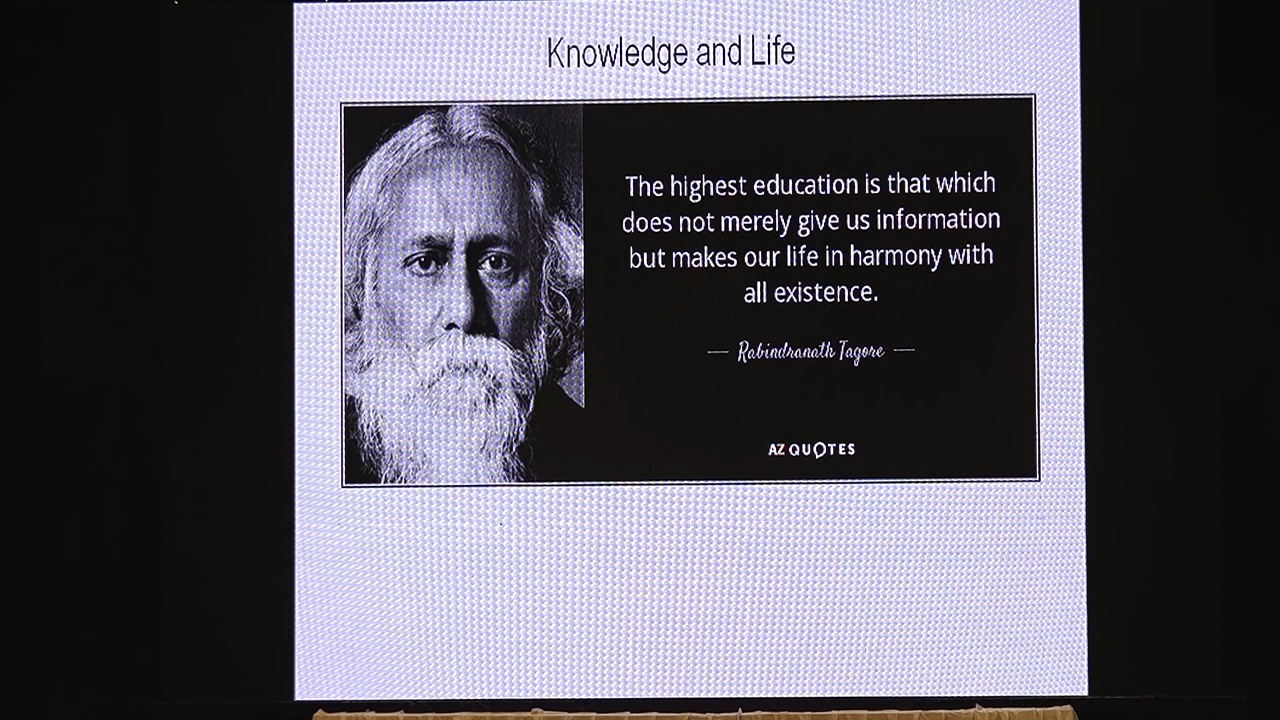 Knowledge and Life
The highest education is that which
does not merely give us information
but makes our life in harmony with
all existence.
— Rabindranath Tagore —
AZ QUOTES